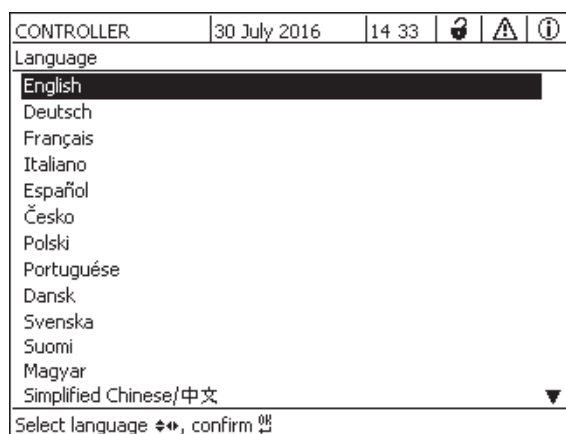 CONTROLLER 30 July 2016 14 33
Language
English
Deutsch
Français
Italiano
Español
Česko
Polski
Portuguése
Dansk
Svenska
Suomi
Magyar
Simplified Chinese/中文
Select language, confirm OK